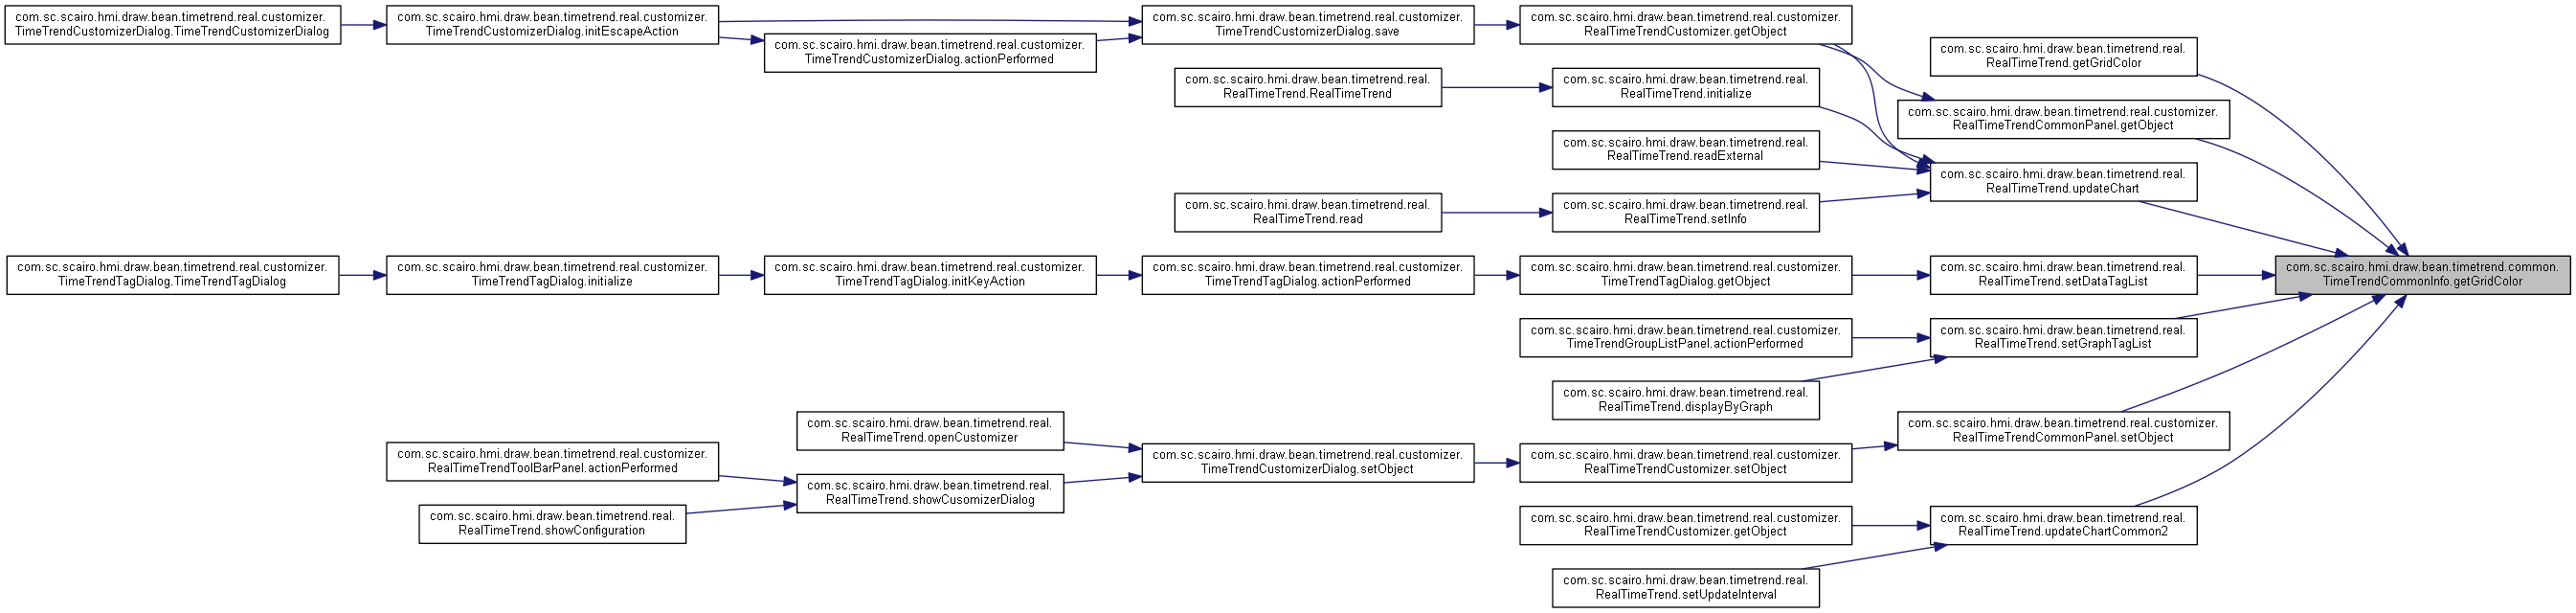 com.sc.scairo.hmi.draw.bean.timetrend.real.customizer.
TimeTrendCustomizerDialog.TimeTrendCustomizerDialog
com.sc.scairo.hmi.draw.bean.timetrend.real.customizer.
TimeTrendCustomizerDialog.initEscapeAction
com.sc.scairo.hmi.draw.bean.timetrend.real.customizer.
TimeTrendCustomizerDialog.actionPerformed
com.sc.scairo.hmi.draw.bean.timetrend.real.customizer.
TimeTrendCustomizerDialog.save
com.sc.scairo.hmi.draw.bean.timetrend.real.customizer.
RealTimeTrendCustomizer.getObject
com.sc.scairo.hmi.draw.bean.timetrend.real.
RealTimeTrend.getGridColor
com.sc.scairo.hmi.draw.bean.timetrend.real.
RealTimeTrend.RealTimeTrend
com.sc.scairo.hmi.draw.bean.timetrend.real.
RealTimeTrend.initialize
com.sc.scairo.hmi.draw.bean.timetrend.real.customizer.
RealTimeTrendCommonPanel.getObject
com.sc.scairo.hmi.draw.bean.timetrend.real.
RealTimeTrend.readExternal
com.sc.scairo.hmi.draw.bean.timetrend.real.
RealTimeTrend.updateChart
com.sc.scairo.hmi.draw.bean.timetrend.real.
RealTimeTrend.read
com.sc.scairo.hmi.draw.bean.timetrend.real.
RealTimeTrend.setInfo
com.sc.scairo.hmi.draw.bean.timetrend.real.customizer.
TimeTrendTagDialog.TimeTrendTagDialog
com.sc.scairo.hmi.draw.bean.timetrend.real.customizer.
TimeTrendTagDialog.initialize
com.sc.scairo.hmi.draw.bean.timetrend.real.customizer.
TimeTrendTagDialog.initKeyAction
com.sc.scairo.hmi.draw.bean.timetrend.real.customizer.
TimeTrendTagDialog.actionPerformed
com.sc.scairo.hmi.draw.bean.timetrend.real.customizer.
TimeTrendTagDialog.getObject
com.sc.scairo.hmi.draw.bean.timetrend.real.
RealTimeTrend.setDataTagList
com.sc.scairo.hmi.draw.bean.timetrend.common.
TimeTrendCommonInfo.getGridColor
com.sc.scairo.hmi.draw.bean.timetrend.real.customizer.
TimeTrendGroupListPanel.actionPerformed
com.sc.scairo.hmi.draw.bean.timetrend.real.
RealTimeTrend.setGraphTagList
com.sc.scairo.hmi.draw.bean.timetrend.real.
RealTimeTrend.displayByGraph
com.sc.scairo.hmi.draw.bean.timetrend.real.
RealTimeTrend.openCustomizer
com.sc.scairo.hmi.draw.bean.timetrend.real.customizer.
RealTimeTrendCommonPanel.setObject
com.sc.scairo.hmi.draw.bean.timetrend.real.customizer.
RealTimeTrendToolBarPanel.actionPerformed
com.sc.scairo.hmi.draw.bean.timetrend.real.customizer.
TimeTrendCustomizerDialog.setObject
com.sc.scairo.hmi.draw.bean.timetrend.real.customizer.
RealTimeTrendCustomizer.setObject
com.sc.scairo.hmi.draw.bean.timetrend.real.
RealTimeTrend.showCusomizerDialog
com.sc.scairo.hmi.draw.bean.timetrend.real.
RealTimeTrend.showConfiguration
com.sc.scairo.hmi.draw.bean.timetrend.real.customizer.
RealTimeTrendCustomizer.getObject
com.sc.scairo.hmi.draw.bean.timetrend.real.
RealTimeTrend.updateChartCommon2
com.sc.scairo.hmi.draw.bean.timetrend.real.
RealTimeTrend.setUpdateInterval